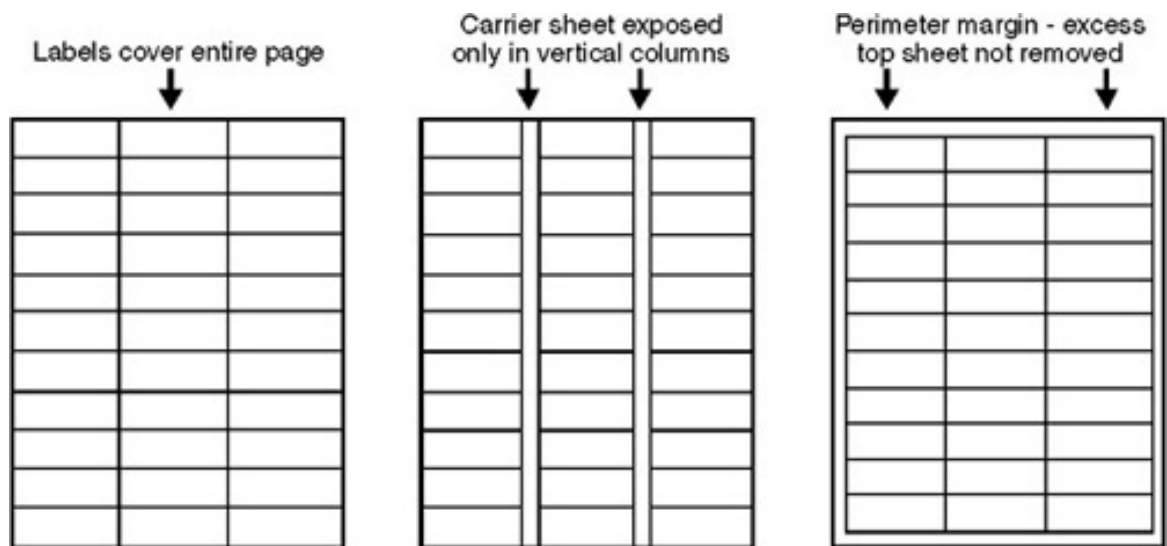 Labels cover entire page
Carrier sheet exposed
only in vertical columns
Perimeter margin - excess
top sheet not removed